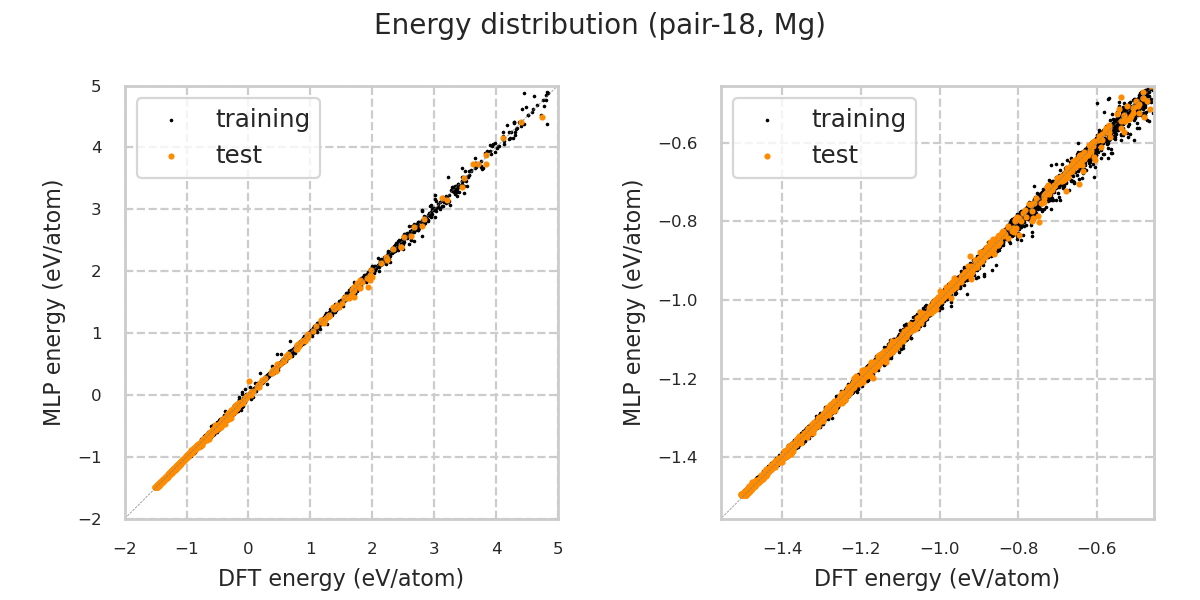 Energy distribution (pair-18, Mg)
training
test
5
4
3
2
1
0
−1
−2
−2
−1
0
1
2
3
4
5
MLP energy (eV/atom)
DFT energy (eV/atom)
training
test
−0.6
−0.8
−1.0
−1.2
−1.4
−1.4
−1.2
−1.0
−0.8
−0.6
MLP energy (eV/atom)
DFT energy (eV/atom)